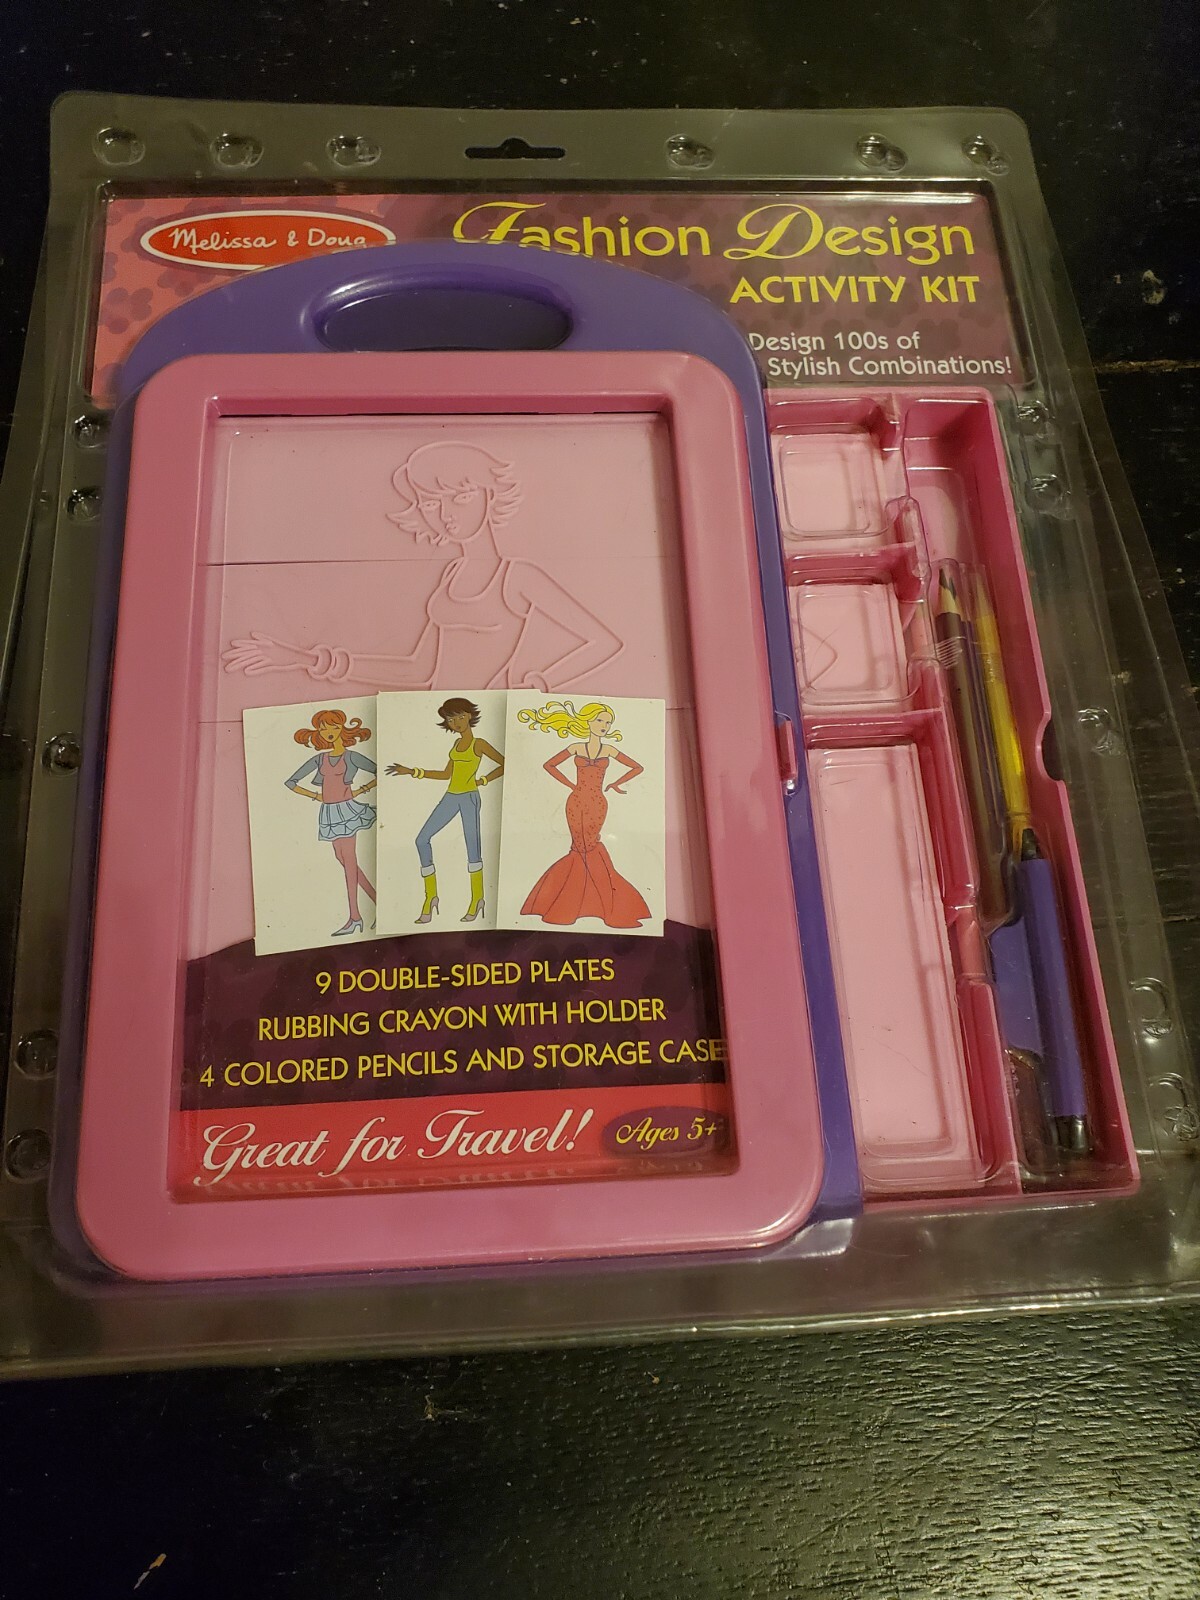 Melissa & Doug
Fashion Design
ACTIVITY KIT
Design 100s of
Stylish Combinations!
9 DOUBLE-SIDED PLATES
RUBBING CRAYON WITH HOLDER
4 COLORED PENCILS AND STORAGE CASE
Great for Travel!
Ages 5+